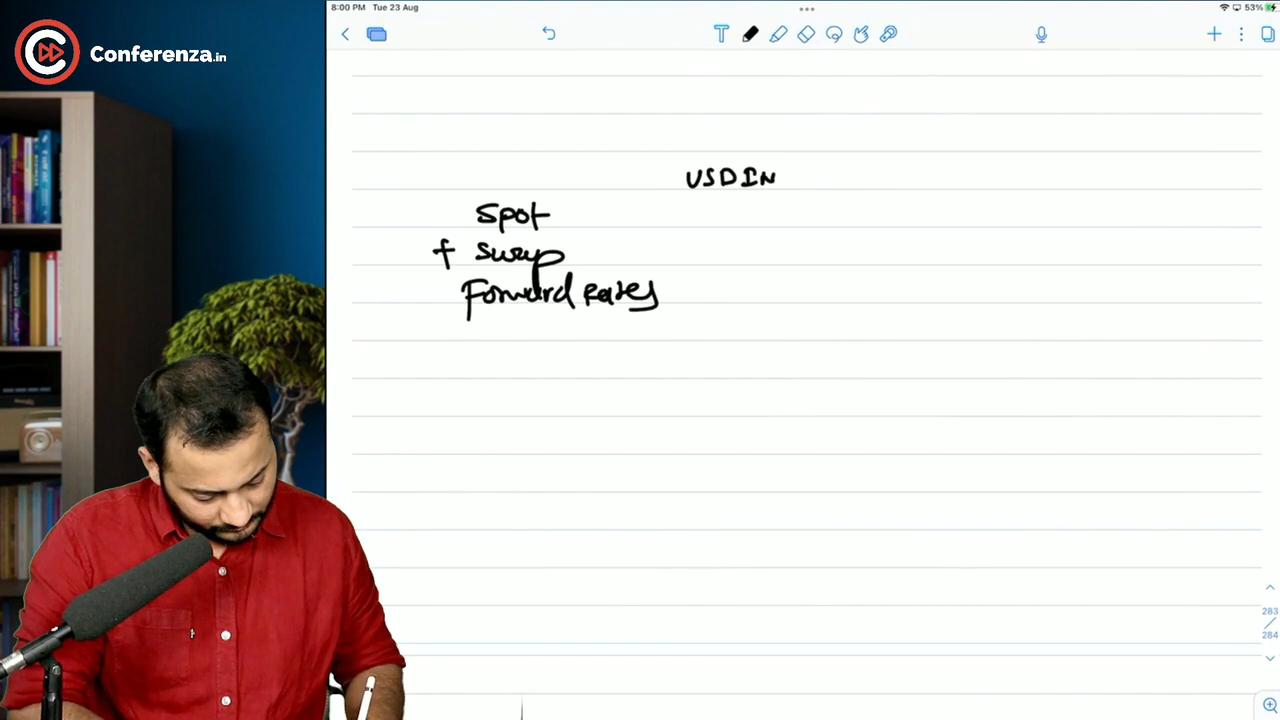 8:00 PM Tue 23 Aug
53%
Conferenza.in
T
USDIN
Spot
+ Swap
Forward Rates
283
284